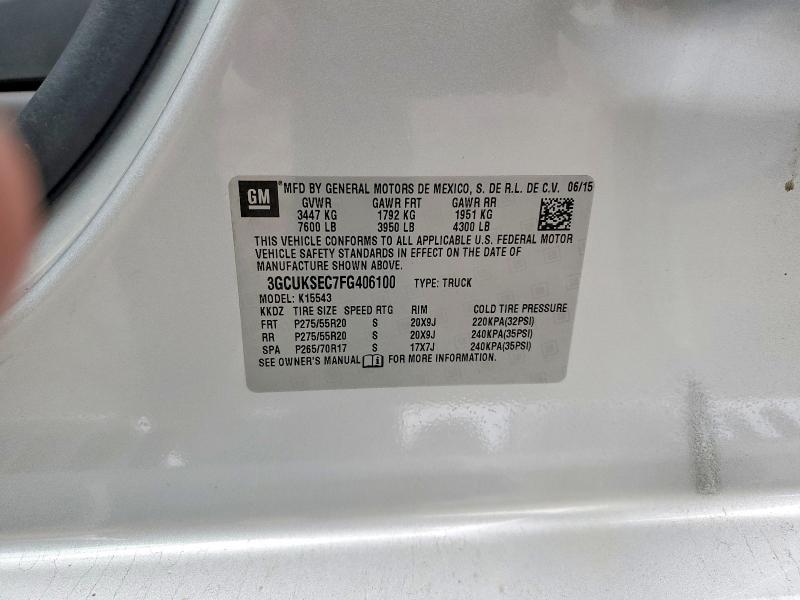 GM ® MFD BY GENERAL MOTORS DE MEXICO, S. DE R.L. DE C.V. 06/15
GVWR GAWR FRT GAWR RR
3447 KG 1792 KG 1951 KG
7600 LB 3950 LB 4300 LB
THIS VEHICLE CONFORMS TO ALL APPLICABLE U.S. FEDERAL MOTOR
VEHICLE SAFETY STANDARDS IN EFFECT ON THE DATE OF
MANUFACTURE SHOWN ABOVE.
3GCUKSEC7FG406100 TYPE: TRUCK
MODEL: K15543
KKDZ TIRE SIZE SPEED RTG RIM COLD TIRE PRESSURE
FRT P275/55R20 S 20X9J 220KPA(32PSI)
RR P275/55R20 S 20X9J 240KPA(35PSI)
SPA P265/70R17 S 17X7J 240KPA(35PSI)
SEE OWNER'S MANUAL FOR MORE INFORMATION.